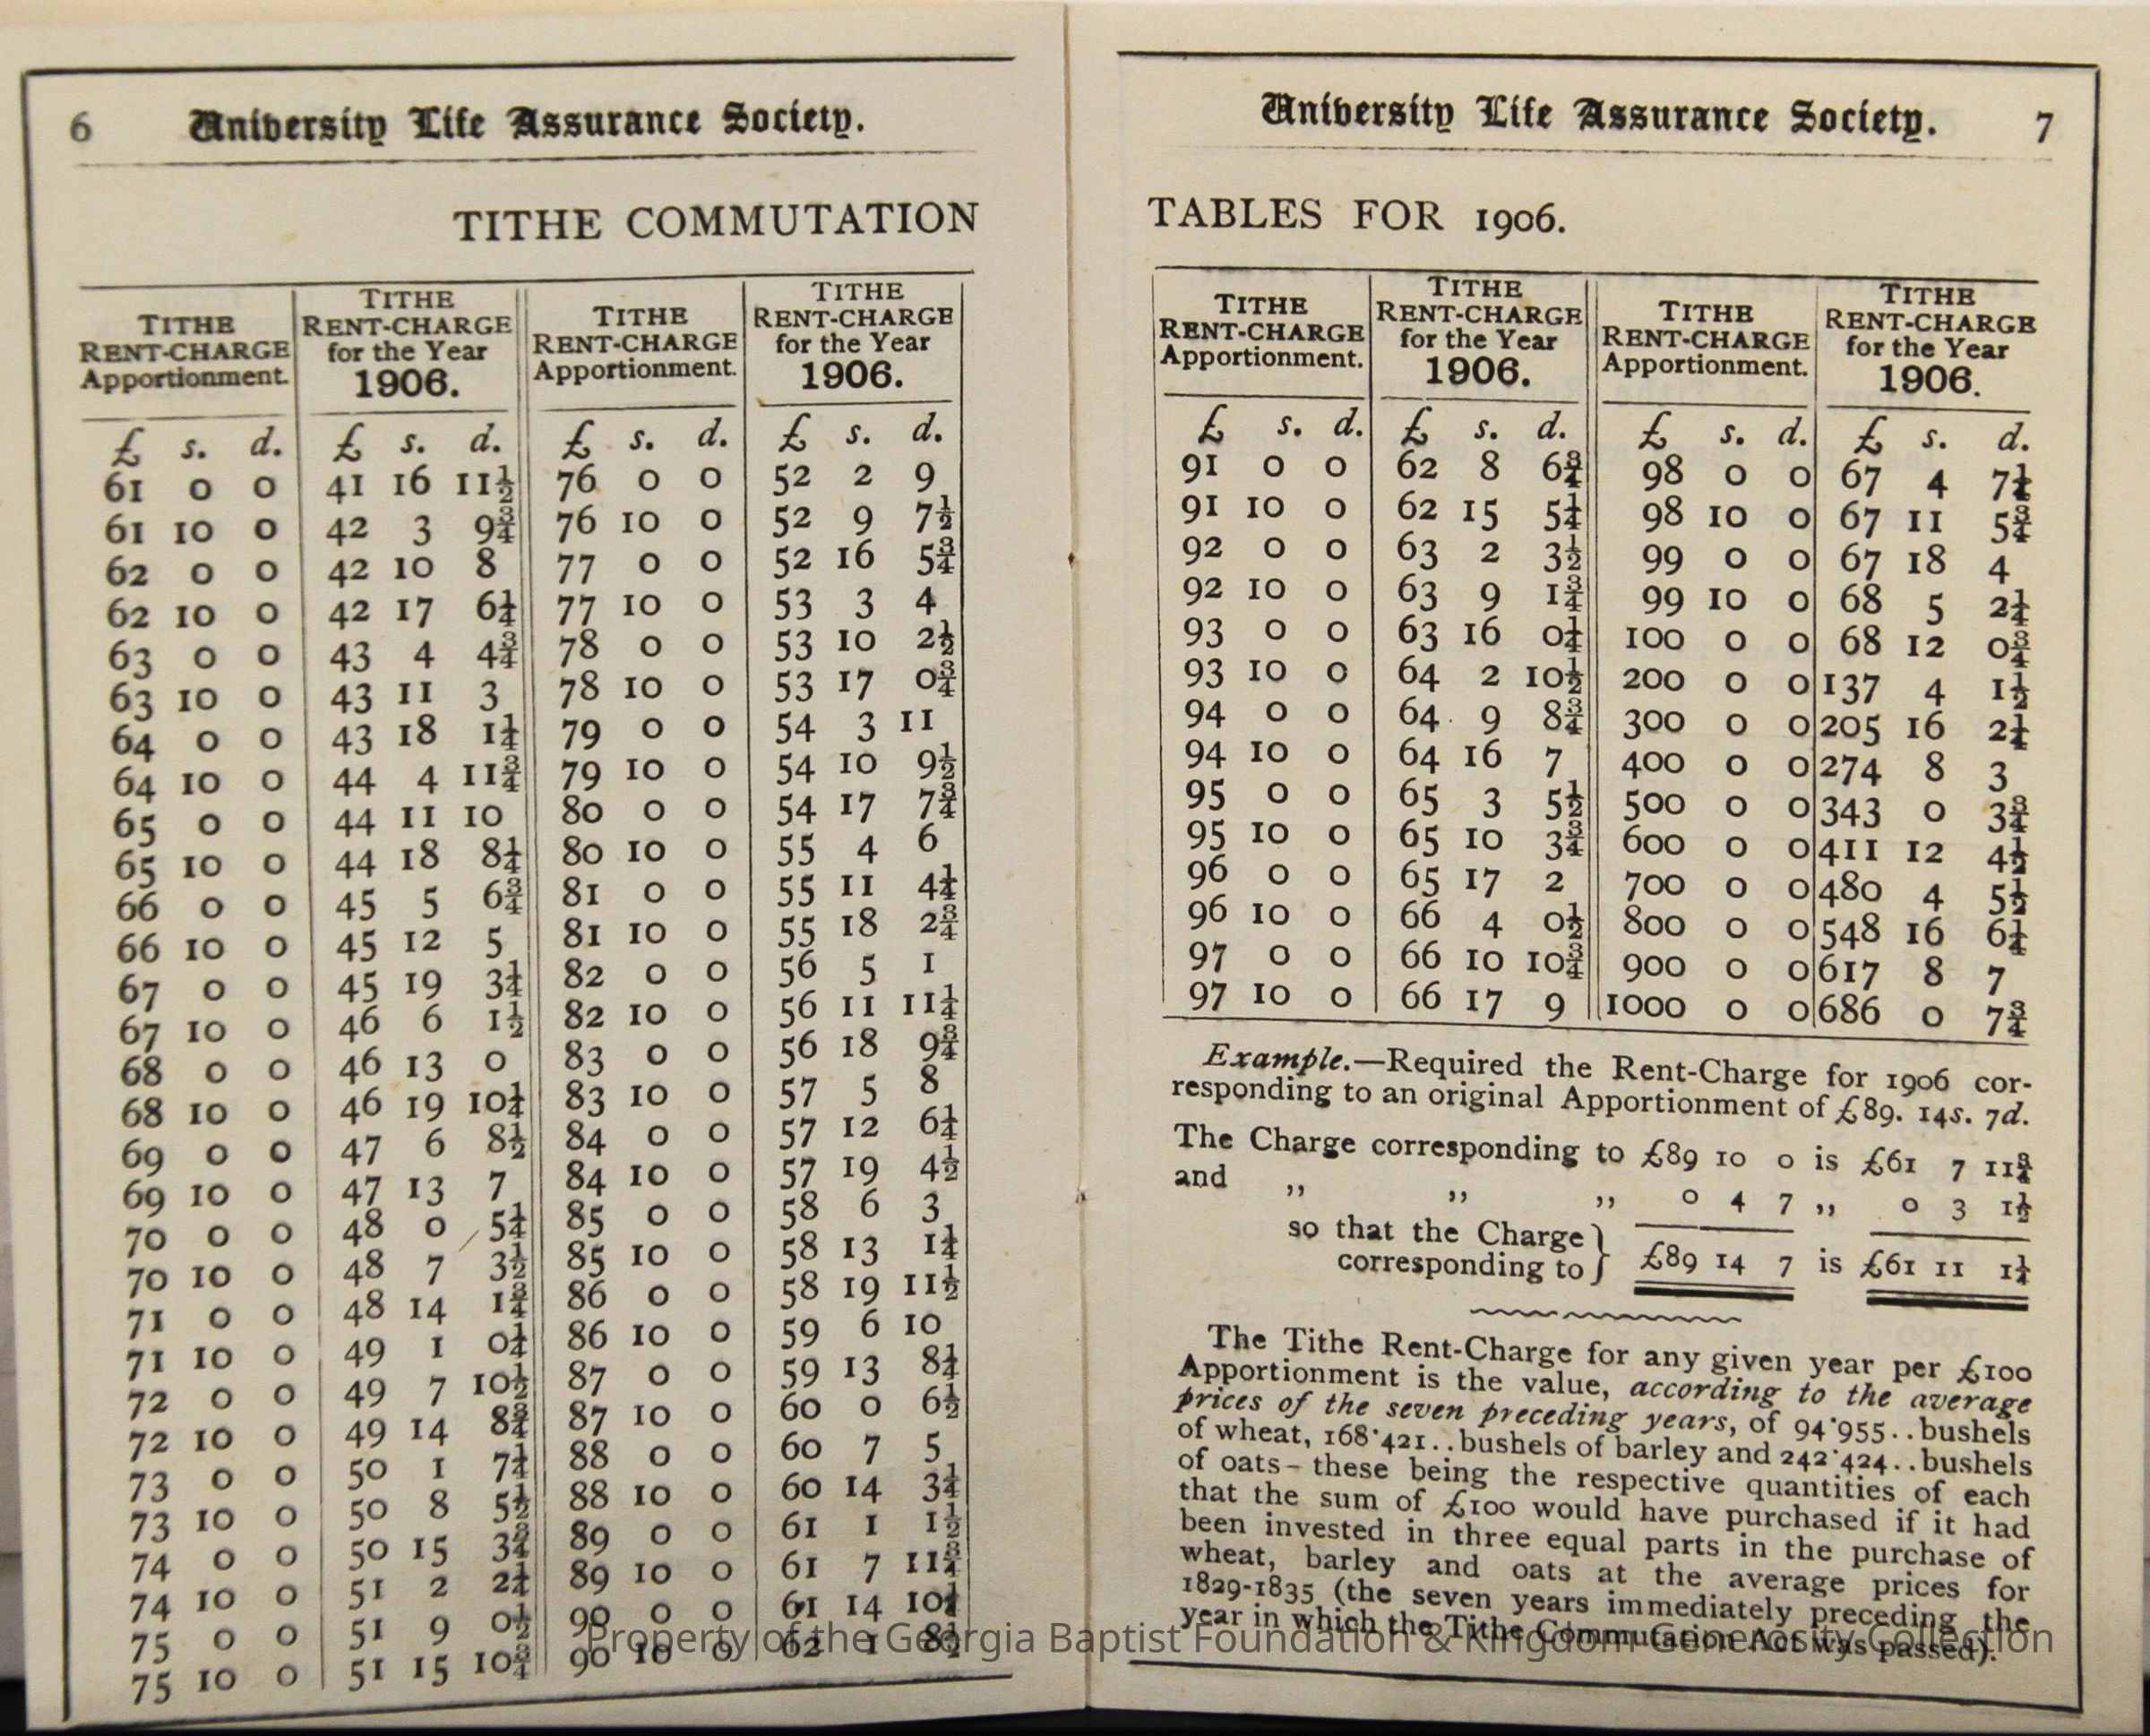 6 University Life Assurance Society.
TITHE COMMUTATION
TITHE RENT-CHARGE Apportionment. TITHE RENT-CHARGE for the Year 1906. TITHE RENT-CHARGE Apportionment. TITHE RENT-CHARGE for the Year 1906.
£ s. d. £ s. d. £ s. d. £ s. d.
61 0 0 41 16 11½ 76 0 0 52 2 9
61 10 0 42 3 9¾ 76 10 0 52 9 7½
62 0 0 42 10 8 77 0 0 52 16 5¾
62 10 0 42 17 6¼ 77 10 0 53 3 4
63 0 0 43 4 4¾ 78 0 0 53 10 2½
63 10 0 43 11 3 78 10 0 53 17 0¾
64 0 0 43 18 1¼ 79 0 0 54 3 11
64 10 0 44 4 11¾ 79 10 0 54 10 9½
65 0 0 44 11 10 80 0 0 54 17 7¾
65 10 0 44 18 8¼ 80 10 0 55 4 6
66 0 0 45 5 6¾ 81 0 0 55 11 4¼
66 10 0 45 12 5 81 10 0 55 18 2¾
67 0 0 45 19 3¼ 82 0 0 56 5 1
67 10 0 46 6 1½ 82 10 0 56 11 11¼
68 0 0 46 13 0 83 0 0 56 18 9¾
68 10 0 46 19 10¼ 83 10 0 57 5 8
69 0 0 47 6 8½ 84 0 0 57 12 6¼
69 10 0 47 13 7 84 10 0 57 19 4½
70 0 0 48 0 5¼ 85 0 0 58 6 3
70 10 0 48 7 3½ 85 10 0 58 13 1¼
71 0 0 48 14 1¾ 86 0 0 58 19 11½
71 10 0 49 1 0¼ 86 10 0 59 6 10
72 0 0 49 7 10½ 87 0 0 59 13 8¼
72 10 0 49 14 8¾ 87 10 0 60 0 6½
73 0 0 50 1 7¼ 88 0 0 60 7 5
73 10 0 50 8 5½ 88 10 0 60 14 3¼
74 0 0 50 15 3¾ 89 0 0 61 1 1½
74 10 0 51 2 2¼ 89 10 0 61 7 11¾
75 0 0 51 9 0½ 90 0 0 61 14 10¼
75 10 0 51 15 10¾ 90 10 0 62 1 8½
University Life Assurance Society. 7
TABLES FOR 1906.
TITHE RENT-CHARGE Apportionment. TITHE RENT-CHARGE for the Year 1906. TITHE RENT-CHARGE Apportionment. TITHE RENT-CHARGE for the Year 1906.
£ s. d. £ s. d. £ s. d. £ s. d.
91 0 0 62 8 6¾ 98 0 0 67 4 7¼
91 10 0 62 15 5¼ 98 10 0 67 11 5¾
92 0 0 63 2 3½ 99 0 0 67 18 4
92 10 0 63 9 1¾ 99 10 0 68 5 2¼
93 0 0 63 16 0¼ 100 0 0 68 12 0¾
93 10 0 64 2 10½ 200 0 0 137 4 1½
94 0 0 64 9 8¾ 300 0 0 205 16 2¼
94 10 0 64 16 7 400 0 0 274 8 3
95 0 0 65 3 5½ 500 0 0 343 0 3¾
95 10 0 65 10 3¾ 600 0 0 411 12 4½
96 0 0 65 17 2 700 0 0 480 4 5½
96 10 0 66 4 0½ 800 0 0 548 16 6¼
97 0 0 66 10 10¾ 900 0 0 617 8 7
97 10 0 66 17 9 1000 0 0 686 0 7¾
Example.—Required the Rent-Charge for 1906 cor-
responding to an original Apportionment of £89. 14s. 7d.
The Charge corresponding to £89 10 0 is £61 7 11¾
and ,, ,, ,, 0 4 7 ,, 0 3 1½
so that the Charge
corresponding to } £89 14 7 is £61 11 1¼
The Tithe Rent-Charge for any given year per £100
Apportionment is the value, according to the average
prices of the seven preceding years, of 94·955..bushels
of wheat, 168·421..bushels of barley and 242·424..bushels
of oats–these being the respective quantities of each
that the sum of £100 would have purchased if it had
been invested in three equal parts in the purchase of
wheat, barley and oats at the average prices for
1829-1835 (the seven years immediately preceding the
year in which the Tithe Commutation Act was passed).
Property of the Georgia Baptist Foundation & Kingdom Generosity Collection